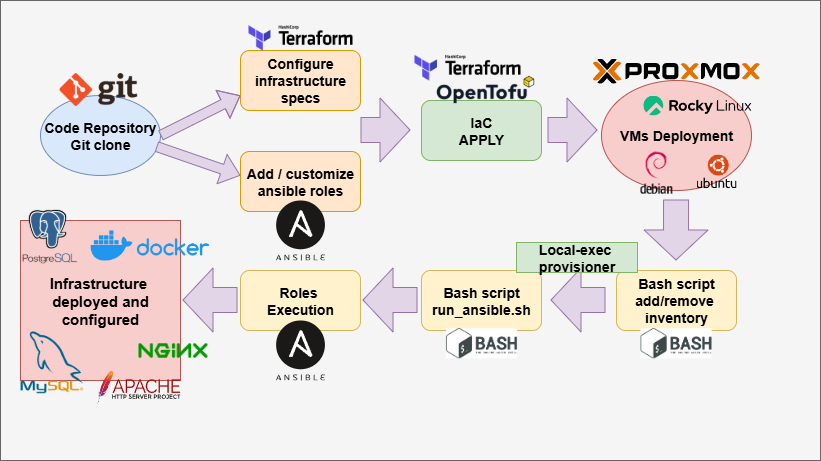 HashiCorp
Terraform
Configure
infrastructure
specs
git
Code Repository
Git clone
Add / customize
ansible roles
ANSIBLE
HashiCorp
Terraform
OpenTofu
IaC
APPLY
PROXMOX
Rocky Linux
VMs Deployment
debian
ubuntu
Local-exec
provisioner
Bash script
add/remove
inventory
BASH
Bash script
run_ansible.sh
BASH
Roles
Execution
ANSIBLE
PostgreSQL
docker
Infrastructure
deployed and
configured
NGINX
MySQL
APACHE
HTTP SERVER PROJECT